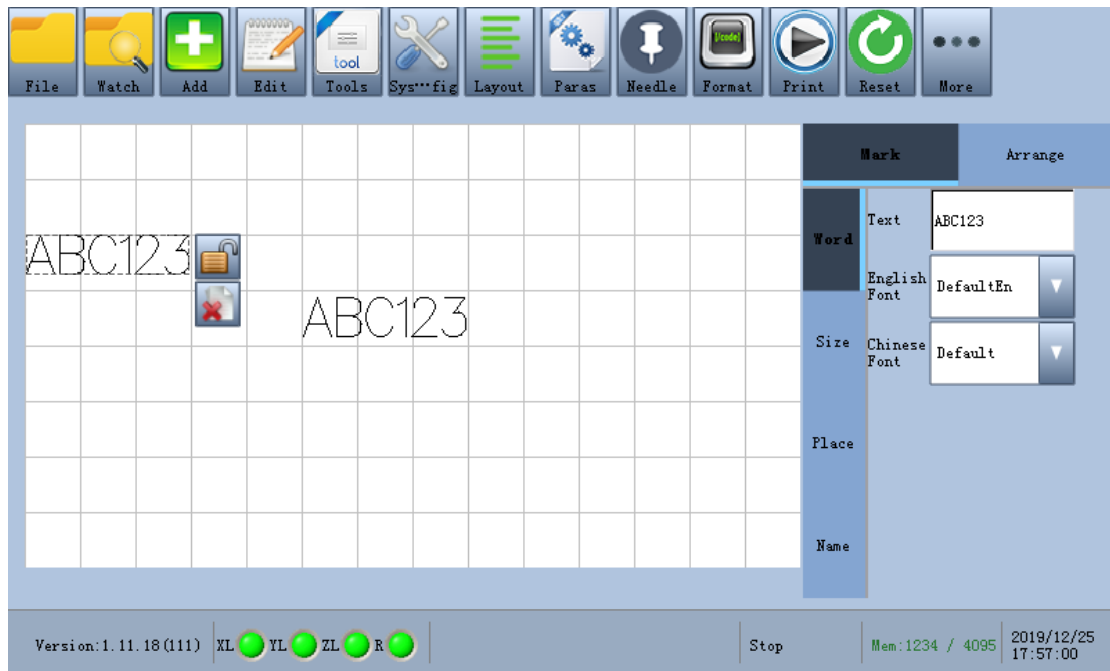 [Vcode]
tool
File Watch Add Edit Tools Sys···fig Layout Paras Needle Format Print Reset More
Mark Arrange
Word
Text ABC123
English Font DefaultEn
Chinese Font Default
Size
Place
Name
ABC123
ABC123
Version:1.11.18(111) XL YL ZL R Stop Mem:1234 / 4095 2019/12/25
17:57:00